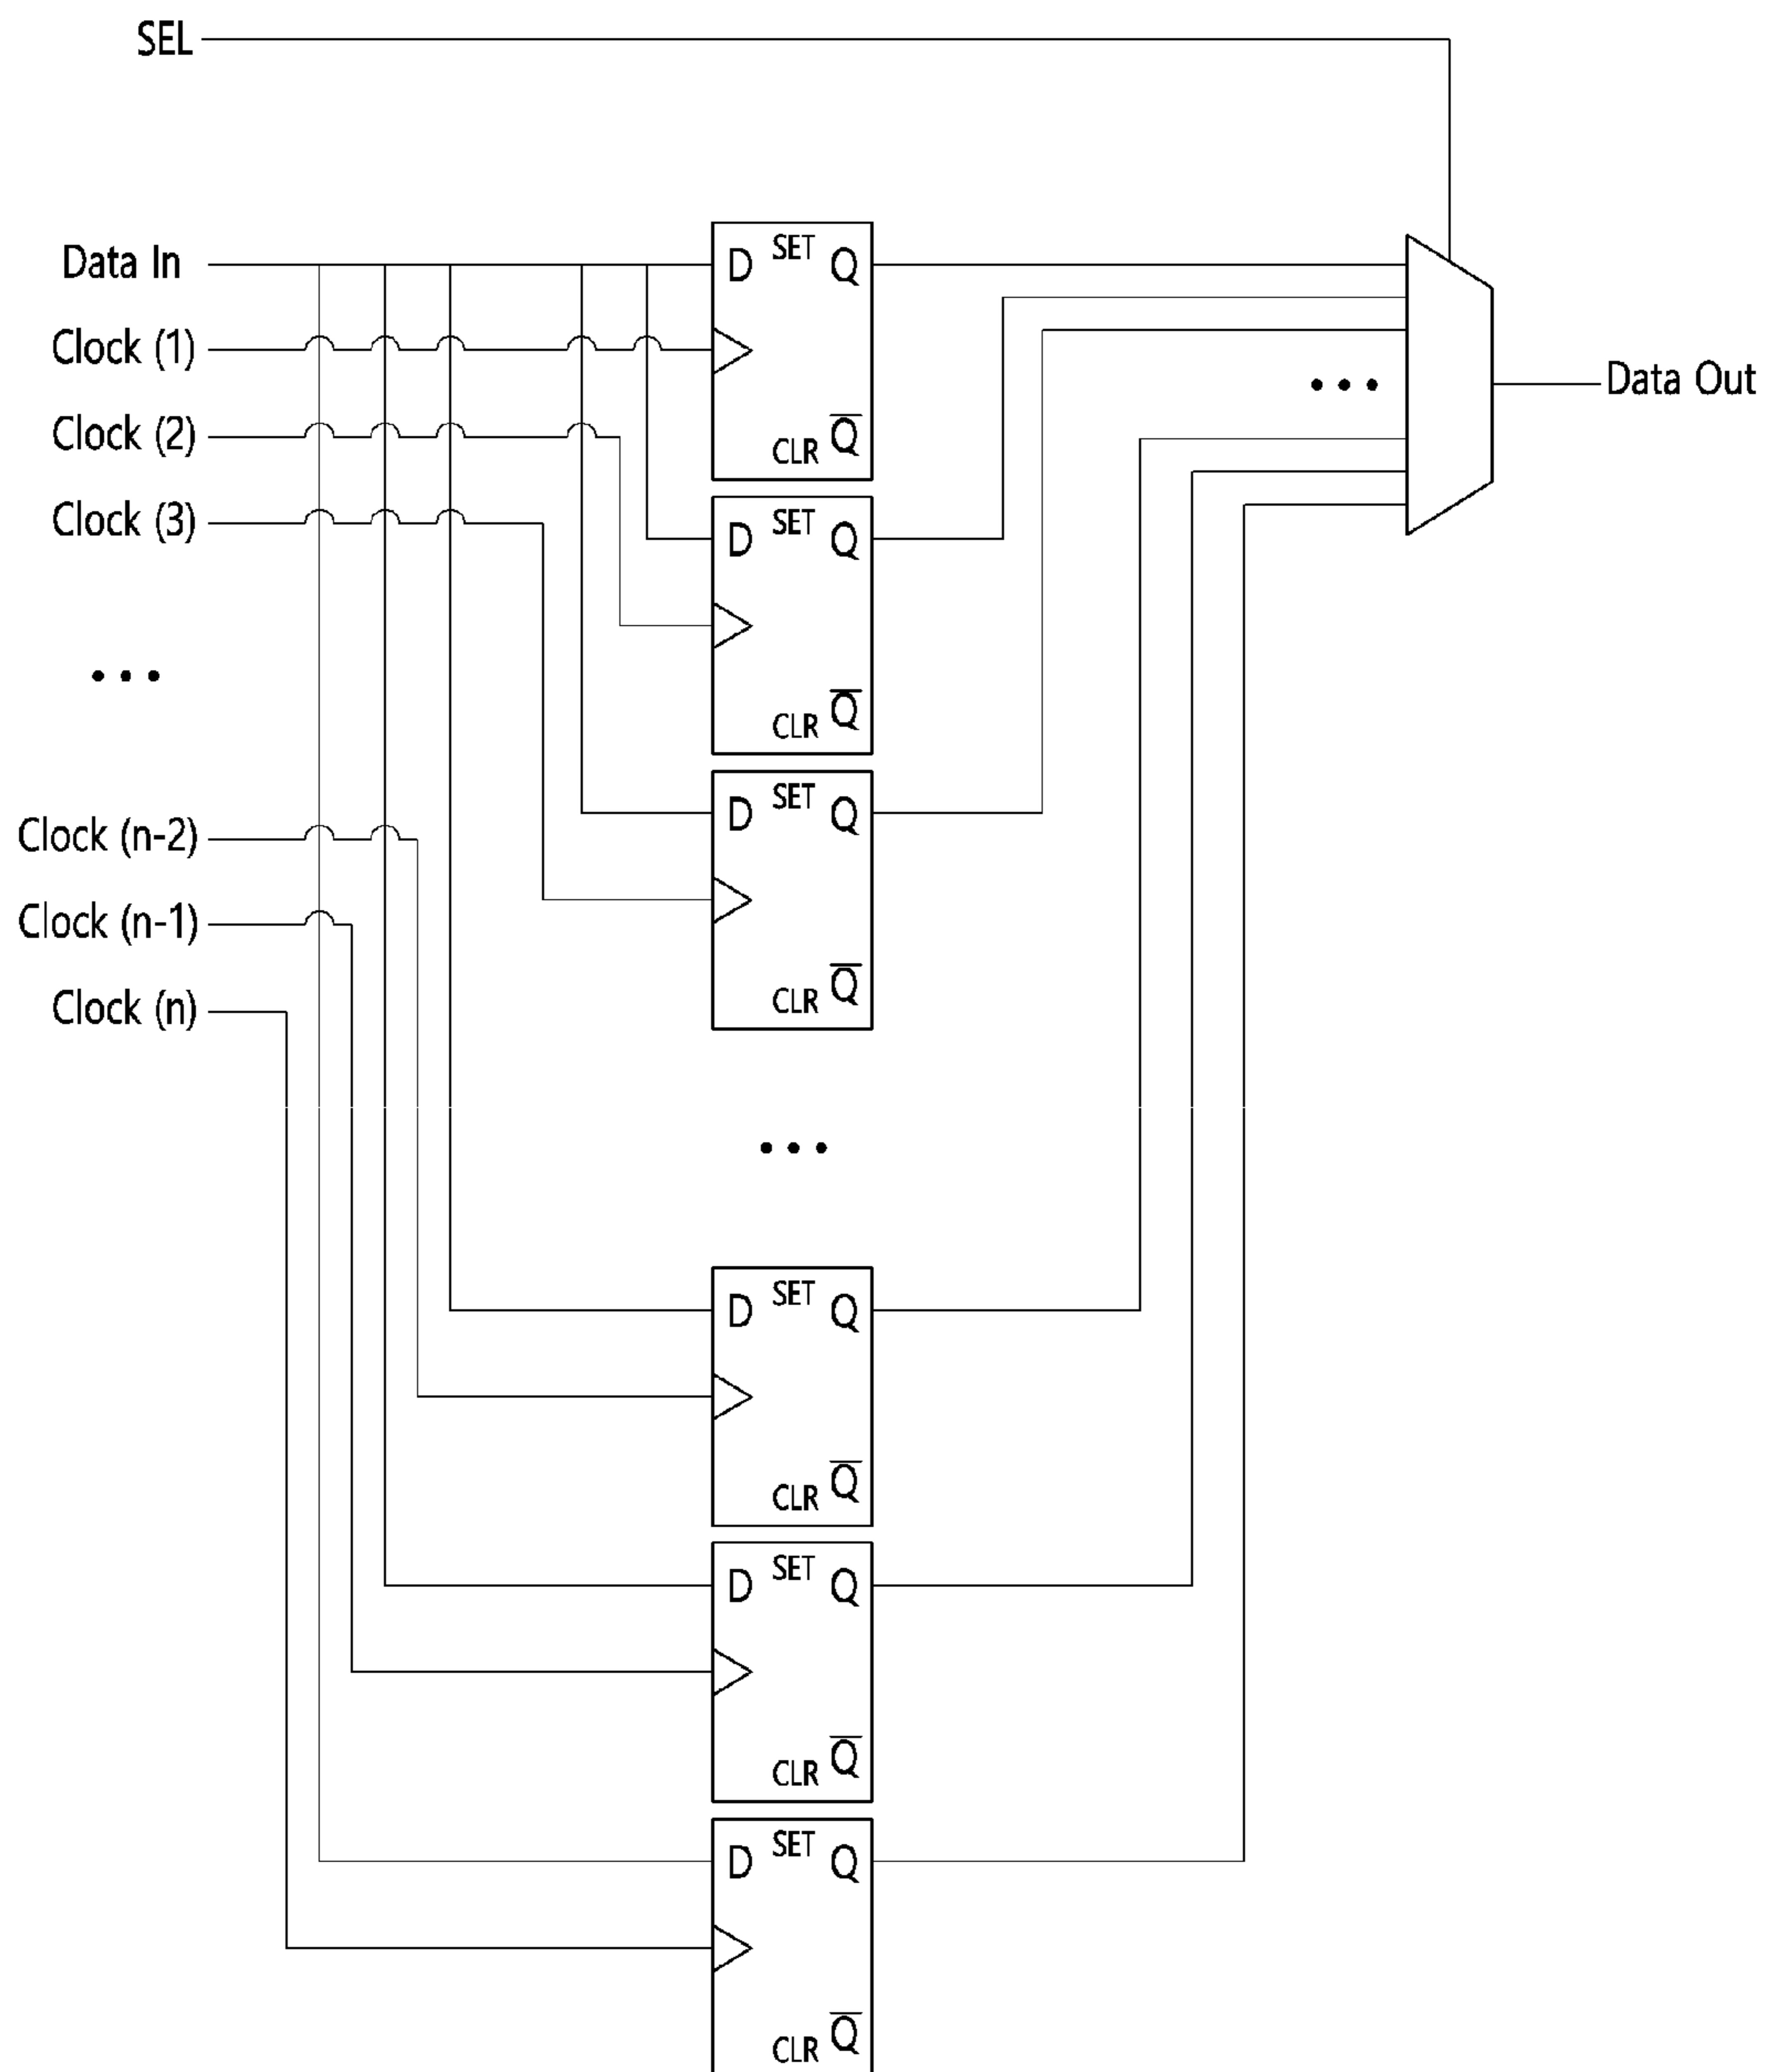 SEL
Data In
Clock (1)
Clock (2)
Clock (3)
•••
Clock (n-2)
Clock (n-1)
Clock (n)
D SET Q
CLR Q̅
D SET Q
CLR Q̅
D SET Q
CLR Q̅
•••
D SET Q
CLR Q̅
D SET Q
CLR Q̅
D SET Q
CLR Q̅
•••
Data Out